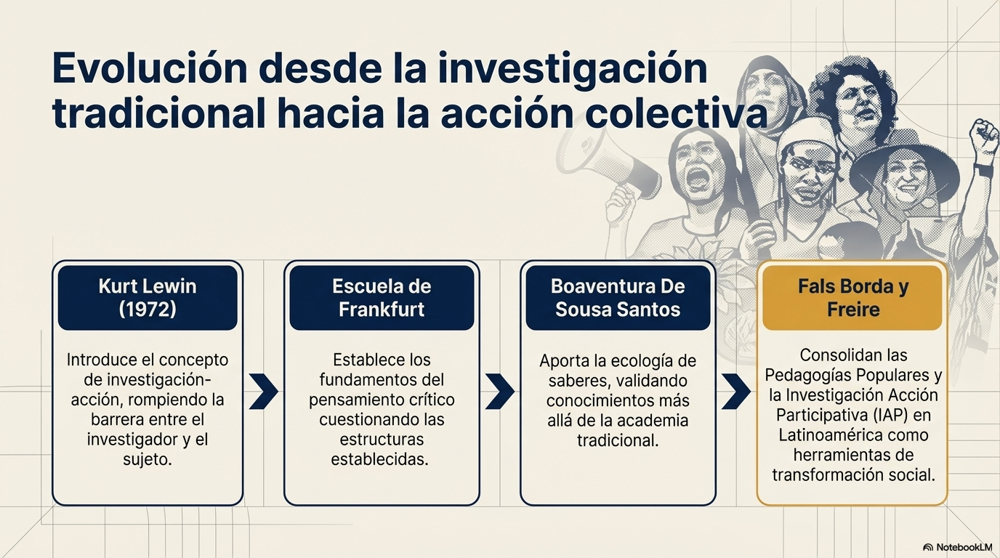 Evolución desde la investigación
tradicional hacia la acción colectiva
Kurt Lewin
(1972)
Introduce el concepto
de investigación-
acción, rompiendo la
barrera entre el
investigador y el
sujeto.
Escuela de
Frankfurt
Establece los
fundamentos del
pensamiento crítico
cuestionando las
estructuras
establecidas.
Boaventura De
Sousa Santos
Aporta la ecología de
saberes, validando
conocimientos más
allá de la academia
tradicional.
Fals Borda y
Freire
Consolidan las
Pedagogías Populares y
la Investigación Acción
Participativa (IAP) en
Latinoamérica como
herramientas de
transformación social.
NotebookLM